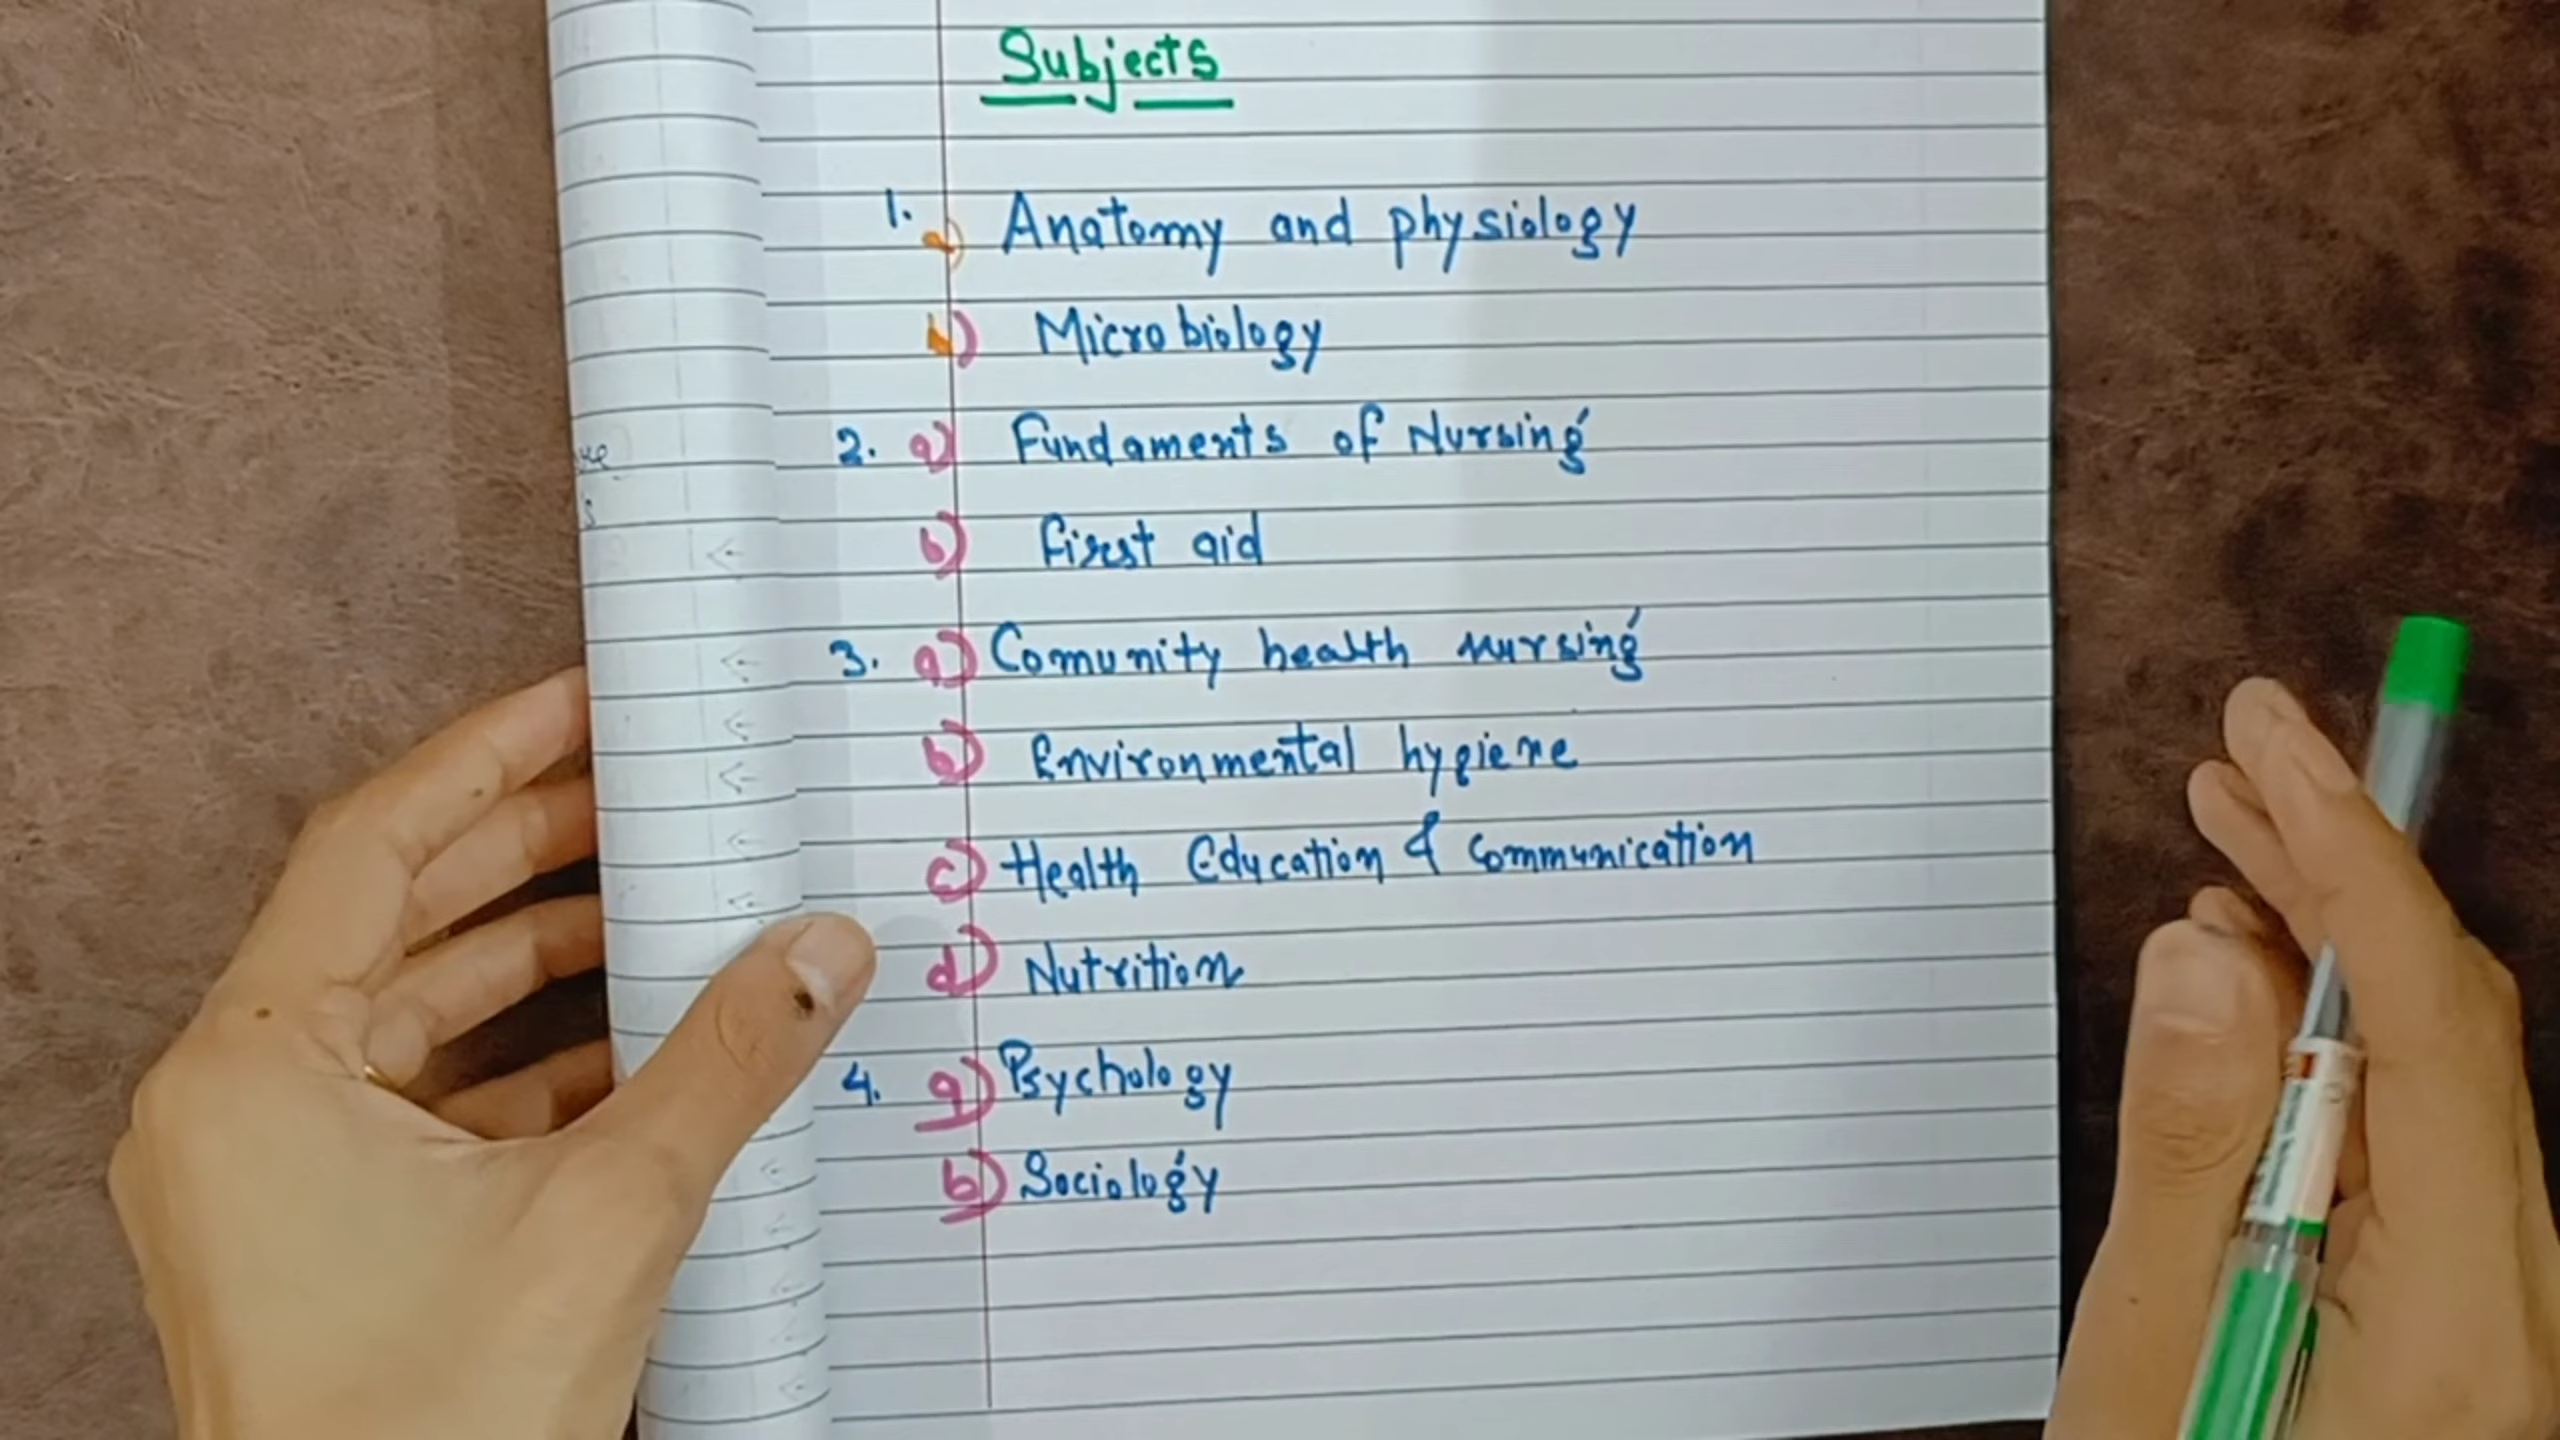 Subjects
1. a) Anatomy and physiology
b) Microbiology
2. a) Fundaments of Nursing
b) first aid
3. a) Comunity health nursing
b) Environmental hygiene
c) Health Education & Communication
d) Nutrition
4. a) Psychology
b) Sociology